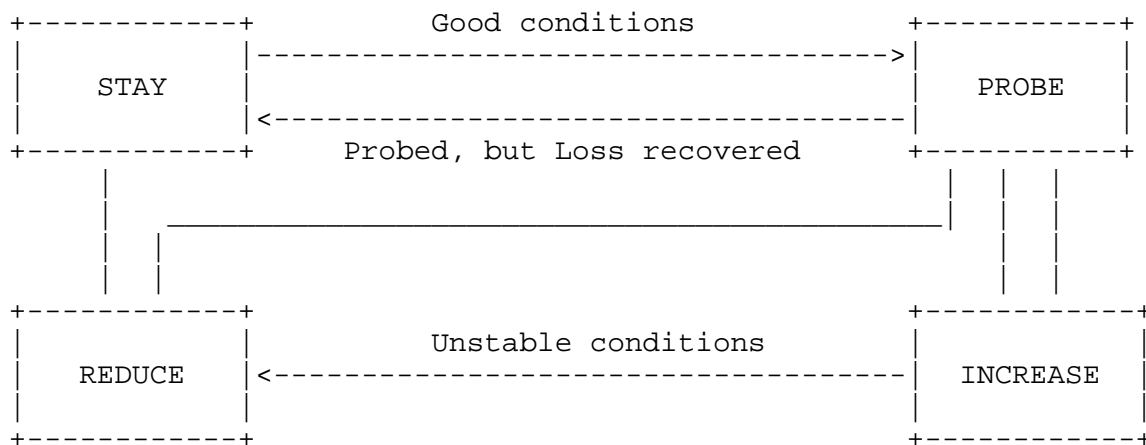 Good conditions
STAY PROBE
Probed, but Loss recovered
Unstable conditions
REDUCE INCREASE